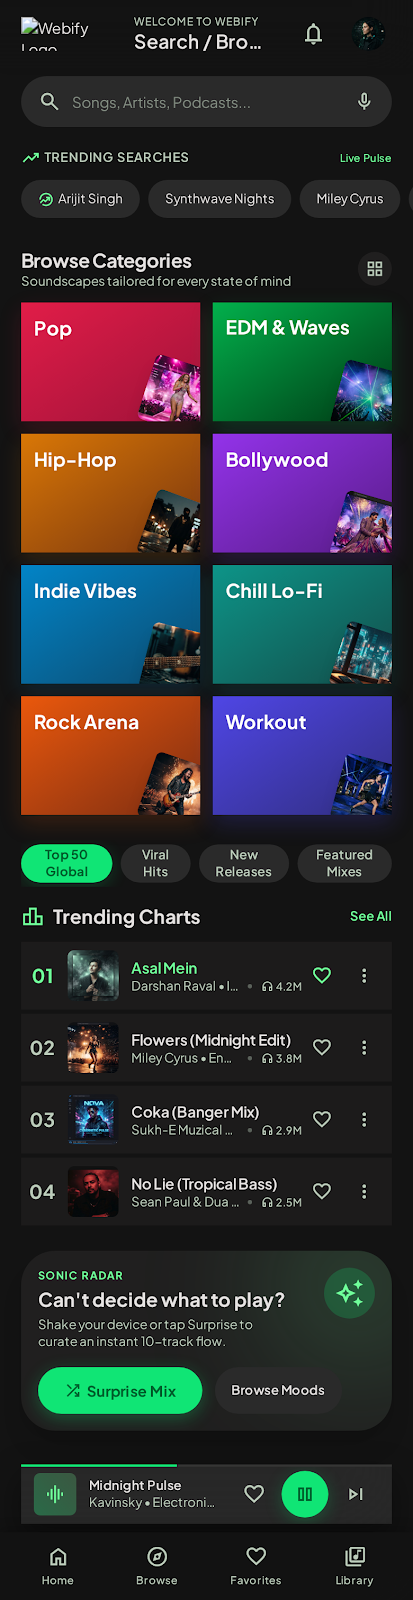 Webify
Logo
WELCOME TO WEBIFY
Search / Bro...
Songs, Artists, Podcasts...
TRENDING SEARCHES
Live Pulse
Arijit Singh
Synthwave Nights
Miley Cyrus
Browse Categories
Soundscapes tailored for every state of mind
Pop
EDM & Waves
Hip-Hop
Bollywood
Indie Vibes
Chill Lo-Fi
Rock Arena
Workout
Top 50
Global
Viral
Hits
New
Releases
Featured
Mixes
Trending Charts
See All
01
Asal Mein
Darshan Raval • I... • 4.2M
02
Flowers (Midnight Edit)
Miley Cyrus • En... • 3.8M
03
NOVA
Coka (Banger Mix)
Sukh-E Muzical ... • 2.9M
04
No Lie (Tropical Bass)
Sean Paul & Dua ... • 2.5M
SONIC RADAR
Can't decide what to play?
Shake your device or tap Surprise to
curate an instant 10-track flow.
Surprise Mix
Browse Moods
Midnight Pulse
Kavinsky • Electroni...
Home
Browse
Favorites
Library